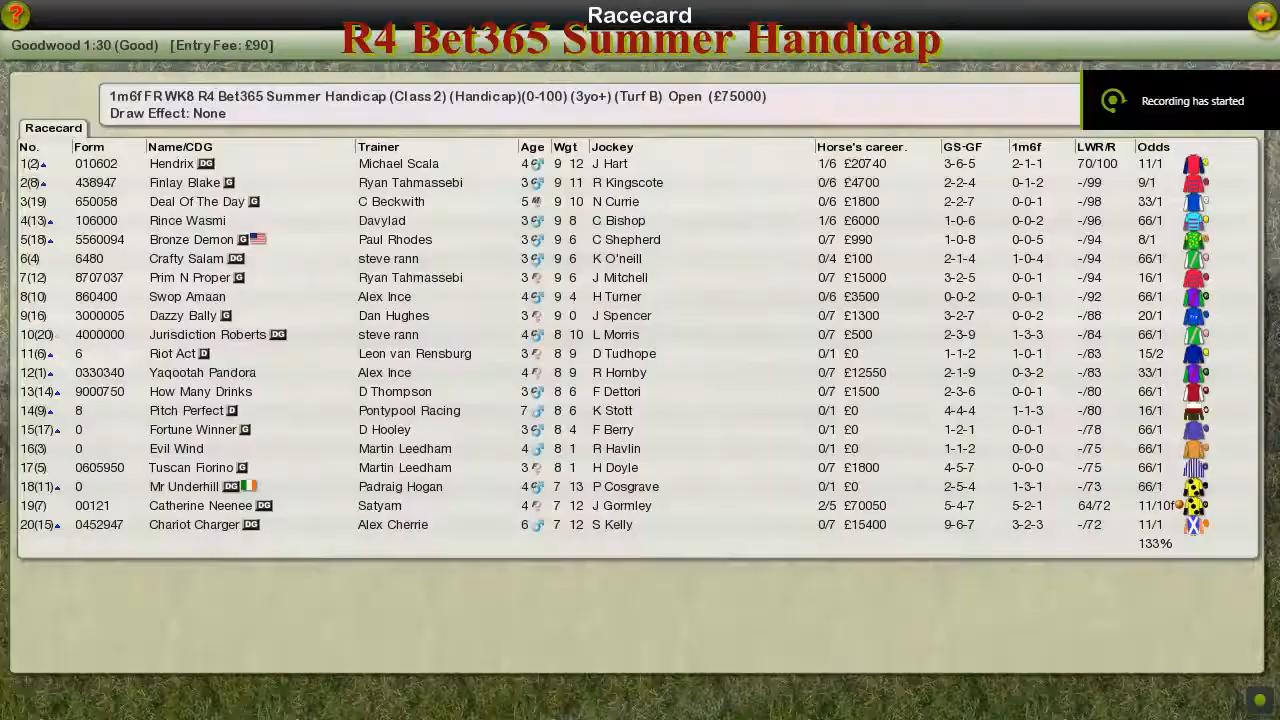 Racecard
R4 Bet365 Summer Handicap
Goodwood 1:30 (Good) [Entry Fee: £90]
1m6f FR WK8 R4 Bet365 Summer Handicap (Class 2) (Handicap)(0-100) (3yo+) (Turf B) Open (£75000)
Draw Effect: None
Recording has started
Racecard
No. Form Name/CDG Trainer Age Wgt Jockey Horse's career. GS-GF 1m6f LWR/R Odds
1(2) 010602 Hendrix DG Michael Scala 4 9 12 J Hart 1/6 £20740 3-6-5 2-1-1 70/100 11/1
2(8) 438947 Finlay Blake G Ryan Tahmassebi 3 9 11 R Kingscote 0/6 £4700 2-2-4 0-1-2 -/99 9/1
3(19) 650058 Deal Of The Day G C Beckwith 5 9 10 N Currie 0/6 £1800 2-2-7 0-0-1 -/98 33/1
4(13) 106000 Rince Wasmi Davylad 3 9 8 C Bishop 1/6 £6000 1-0-6 0-0-2 -/96 66/1
5(18) 5560094 Bronze Demon G Paul Rhodes 3 9 6 C Shepherd 0/7 £990 1-0-8 0-0-5 -/94 8/1
6(4) 6480 Crafty Salam DG steve rann 3 9 6 K O'neill 0/4 £100 2-1-4 1-0-4 -/94 66/1
7(12) 8707037 Prim N Proper G Ryan Tahmassebi 3 9 6 J Mitchell 0/7 £15000 3-2-5 0-0-1 -/94 16/1
8(10) 860400 Swop Amaan Alex Ince 4 9 4 H Turner 0/6 £3500 0-0-2 0-0-1 -/92 66/1
9(16) 3000005 Dazzy Bally G Dan Hughes 3 9 0 J Spencer 0/7 £1300 3-2-7 0-0-2 -/88 20/1
10(20) 4000000 Jurisdiction Roberts DG steve rann 4 8 10 L Morris 0/7 £500 2-3-9 1-3-3 -/84 66/1
11(6) 6 Riot Act D Leon van Rensburg 3 8 9 D Tudhope 0/1 £0 1-1-2 1-0-1 -/83 15/2
12(1) 0330340 Yaqootah Pandora Alex Ince 4 8 9 R Hornby 0/7 £12550 2-1-9 0-3-2 -/83 33/1
13(14) 9000750 How Many Drinks D Thompson 3 8 6 F Dettori 0/7 £1500 2-3-6 0-0-1 -/80 66/1
14(9) 8 Pitch Perfect D Pontypool Racing 7 8 6 K Stott 0/1 £0 4-4-4 1-1-3 -/80 16/1
15(17) 0 Fortune Winner G D Hooley 3 8 4 F Berry 0/1 £0 1-2-1 0-0-1 -/78 66/1
16(3) 0 Evil Wind Martin Leedham 4 8 1 R Havlin 0/1 £0 1-1-2 0-0-0 -/75 66/1
17(5) 0605950 Tuscan Fiorino G Martin Leedham 3 8 1 H Doyle 0/7 £1800 4-5-7 0-0-0 -/75 66/1
18(11) 0 Mr Underhill DG Padraig Hogan 4 7 13 P Cosgrave 0/1 £0 2-5-4 1-3-1 -/73 66/1
19(7) 00121 Catherine Neenee DG Satyam 4 7 12 J Gormley 2/5 £70050 5-4-7 5-2-1 64/72 11/10f
20(15) 0452947 Chariot Charger DG Alex Cherrie 6 7 12 S Kelly 0/7 £15400 9-6-7 3-2-3 -/72 11/1
133%